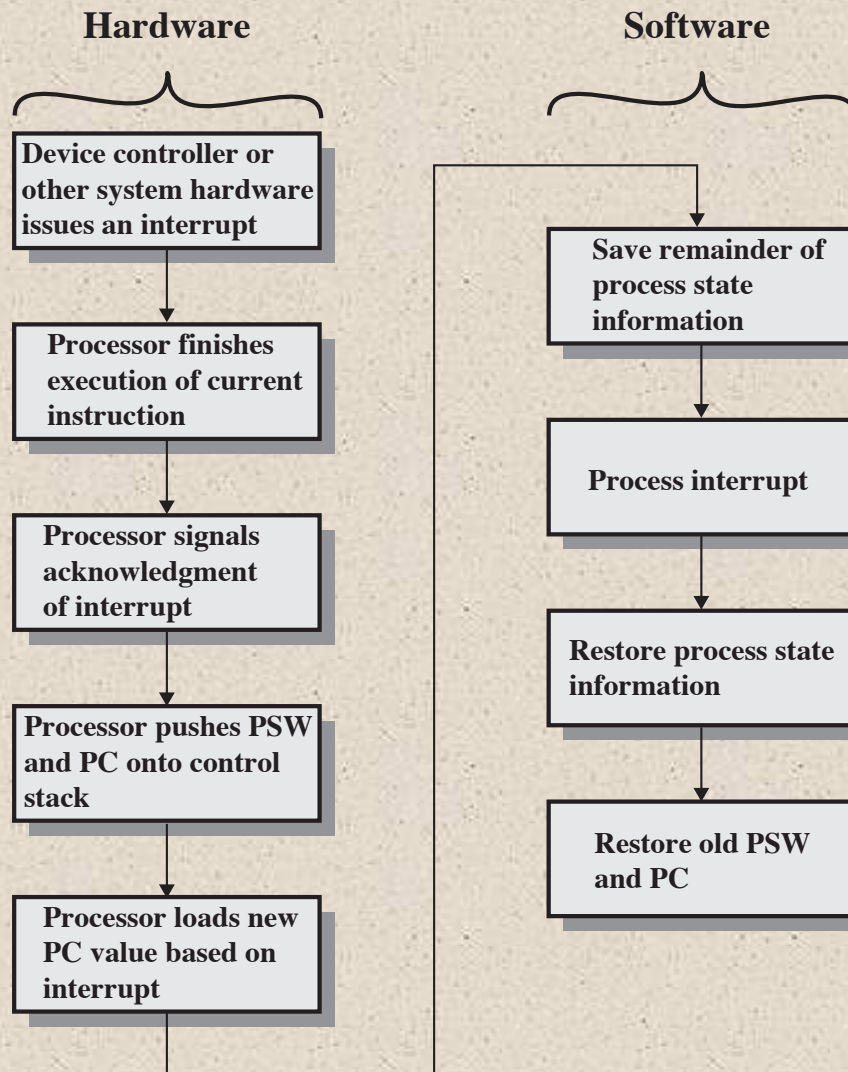 Hardware
Device controller or
other system hardware
issues an interrupt
Processor finishes
execution of current
instruction
Processor signals
acknowledgment
of interrupt
Processor pushes PSW
and PC onto control
stack
Processor loads new
PC value based on
interrupt
Software
Save remainder of
process state
information
Process interrupt
Restore process state
information
Restore old PSW
and PC